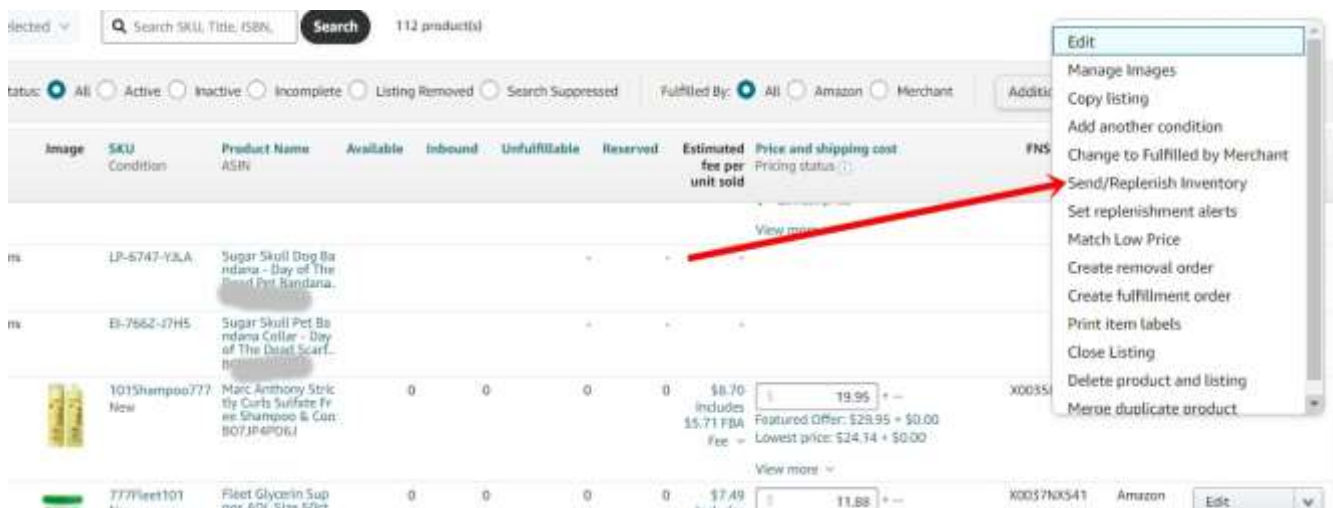 Search SKU, Title, ISBN,
Search
112 product(s)
All
Active
Inactive
Incomplete
Listing Removed
Search Suppressed
Fulfilled By:
All
Amazon
Merchant
Image
SKU
Condition
Product Name
ASIN
Available
Inbound
Unfulfillable
Reserved
Estimated
fee per
unit sold
Price and shipping cost
Pricing status
Edit
Manage Images
Copy listing
Add another condition
Change to Fulfilled by Merchant
Send/Replenish Inventory
Set replenishment alerts
Match Low Price
Create removal order
Create fulfillment order
Print item labels
Close Listing
Delete product and listing
Merge duplicate product
View more
LP-6747-YJLA
Sugar Skull Dog Ba
ndana - Day of The
Dead Pet Bandana.
EI-766Z-J7H5
Sugar Skull Pet Ba
ndana Collar - Day
of The Dead Scarf..
101Shampoo777
New
Marc Anthony Stric
tly Curls Sulfate Fr
ee Shampoo & Con
B07JP4PD6J
0
0
0
0
$8.70
includes
$5.71 FBA
Fee
$ 19.95 + --
Featured Offer: $29.95 + $0.00
Lowest price: $24.14 + $0.00
View more
777Fleet101
Fleet Glycerin Sup
0
0
0
0
$7.49
$ 11.88 + --
X0037NXS41
Amazon
Edit